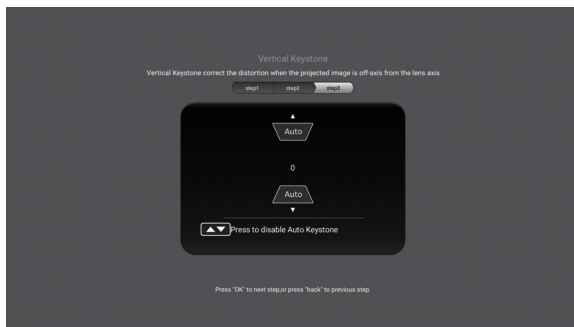 Vertical Keystone
Vertical Keystone correct the distortion when the projected image is off-axis from the lens axis
step1 step2 step3
Auto
0
Auto
Press to disable Auto Keystone
Press "OK" to next step,or press "back" to previous step.